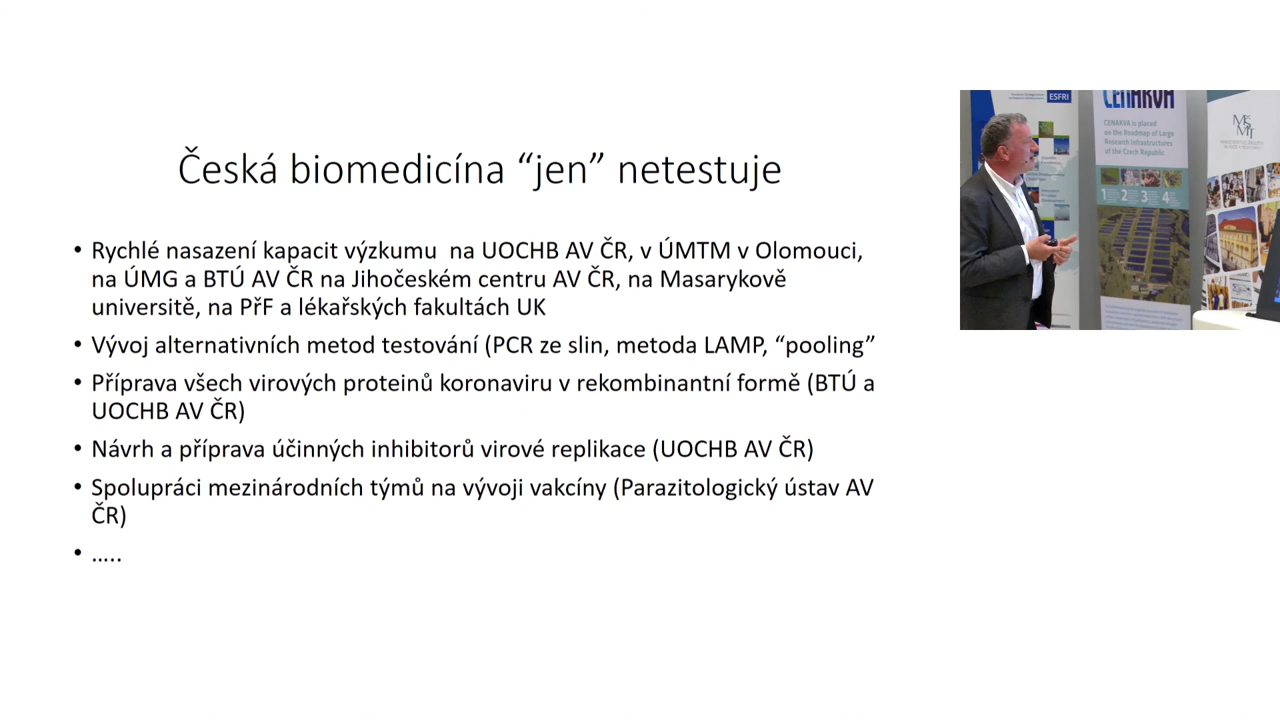 Česká biomedicína “jen” netestuje
• Rychlé nasazení kapacit výzkumu na UOCHB AV ČR, v ÚMTM v Olomouci,
na ÚMG a BTÚ AV ČR na Jihočeském centru AV ČR, na Masarykově
universitě, na PřF a lékařských fakultách UK
• Vývoj alternativních metod testování (PCR ze slin, metoda LAMP, “pooling”
• Příprava všech virových proteinů koronaviru v rekombinantní formě (BTÚ a
UOCHB AV ČR)
• Návrh a příprava účinných inhibitorů virové replikace (UOCHB AV ČR)
• Spolupráci mezinárodních týmů na vývoji vakcíny (Parazitologický ústav AV
ČR)
• …..
ESFRI
CENAKVA
CENAKVA is placed
on the Roadmap of Large
Research Infrastructures
of the Czech Republic
1 2 3 4
MSMT